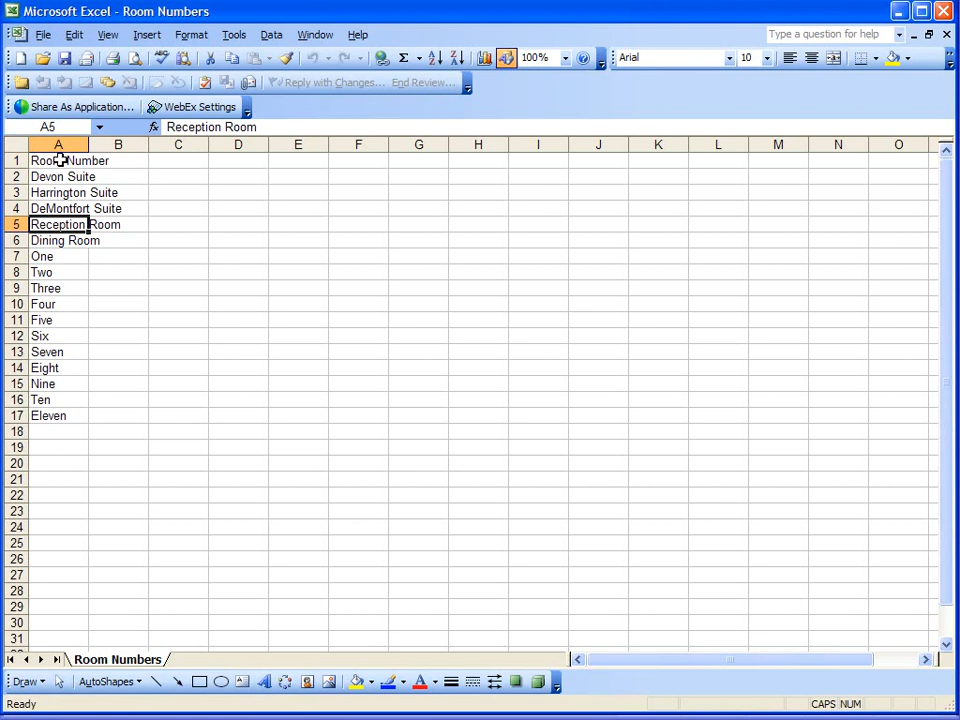 Microsoft Excel - Room Numbers
File Edit View Insert Format Tools Data Window Help Type a question for help
Σ 100% Arial 10
Reply with Changes... End Review...
Share As Application... WebEx Settings
A5 fx Reception Room
A B C D E F G H I J K L M N O
1 Room Number
2 Devon Suite
3 Harrington Suite
4 DeMontfort Suite
5 Reception Room
6 Dining Room
7 One
8 Two
9 Three
10 Four
11 Five
12 Six
13 Seven
14 Eight
15 Nine
16 Ten
17 Eleven
18
19
20
21
22
23
24
25
26
27
28
29
30
31
Room Numbers
Draw AutoShapes
Ready CAPS NUM